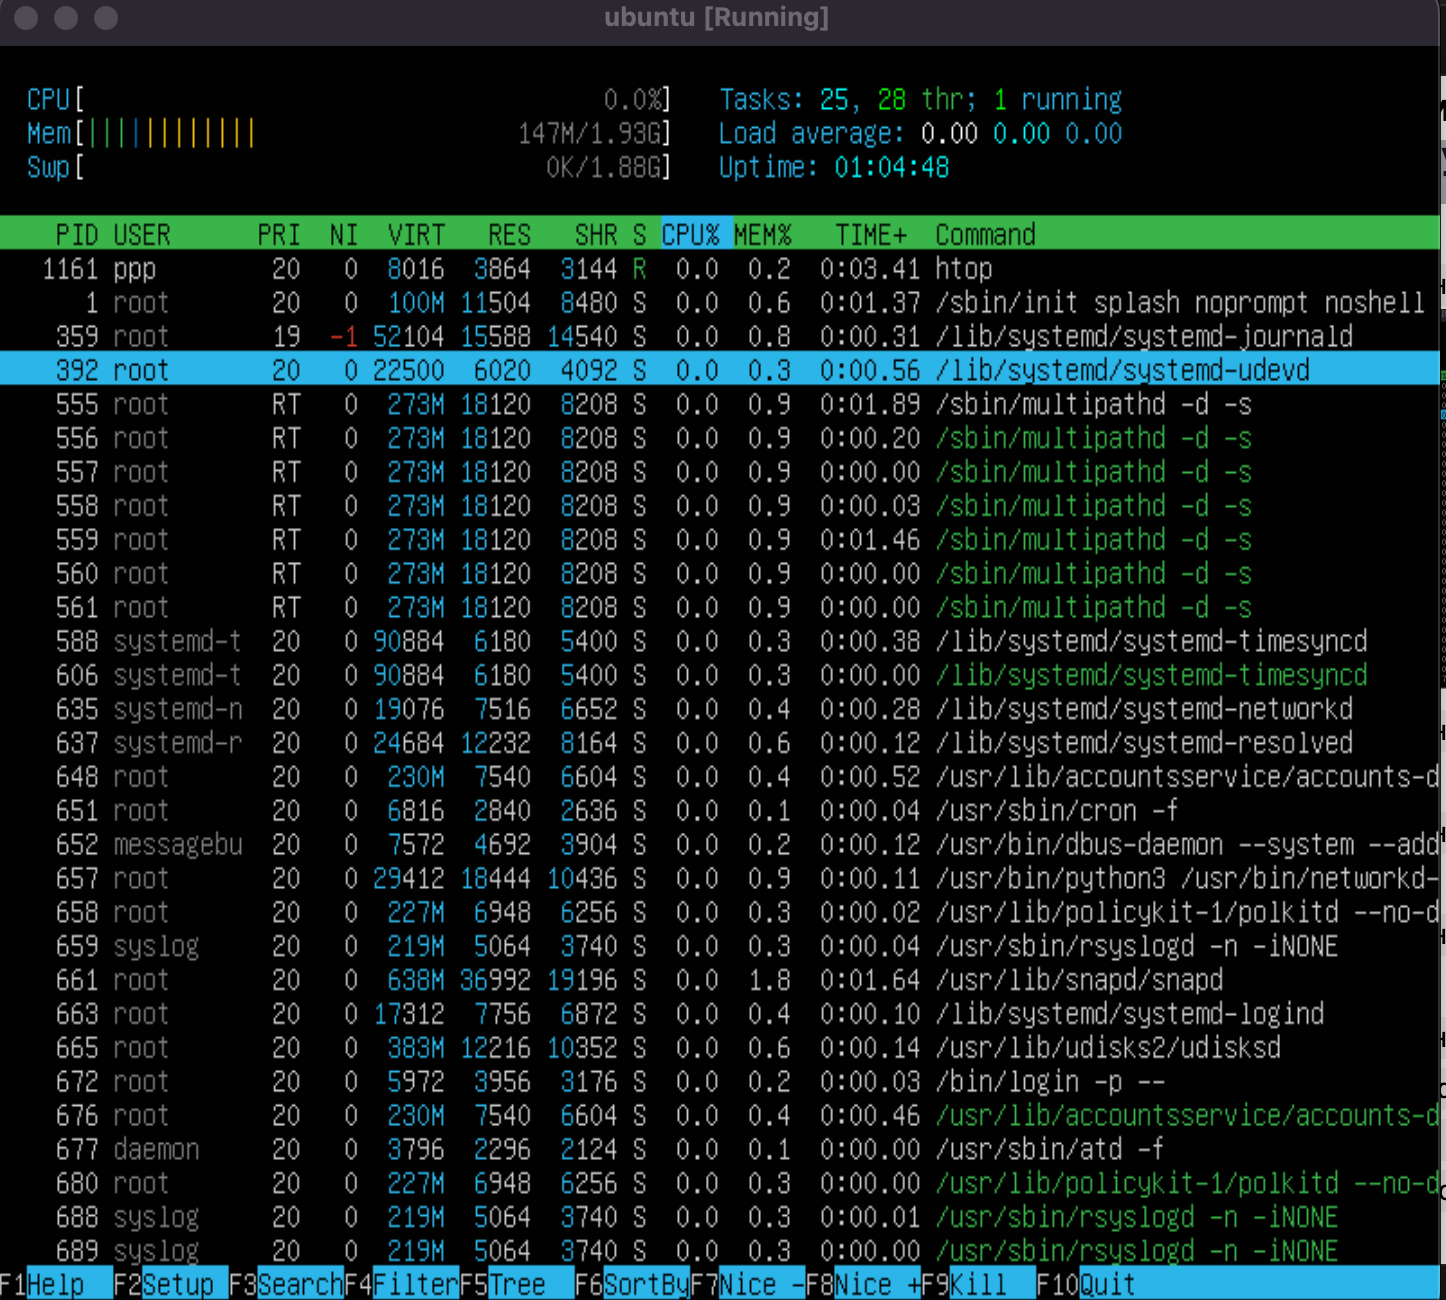 ubuntu [Running]
CPU[ 0.0%] Tasks: 25, 28 thr; 1 running
Mem[||||||||||||  147M/1.93G] Load average: 0.00 0.00 0.00
Swp[ 0K/1.88G] Uptime: 01:04:48
PID USER PRI NI VIRT RES SHR S CPU% MEM% TIME+ Command
1161 ppp 20 0 8016 3864 3144 R 0.0 0.2 0:03.41 htop
1 root 20 0 100M 11504 8480 S 0.0 0.6 0:01.37 /sbin/init splash noprompt noshell
359 root 19 -1 52104 15588 14540 S 0.0 0.8 0:00.31 /lib/systemd/systemd-journald
392 root 20 0 22500 6020 4092 S 0.0 0.3 0:00.56 /lib/systemd/systemd-udevd
555 root RT 0 273M 18120 8208 S 0.0 0.9 0:01.89 /sbin/multipathd -d -s
556 root RT 0 273M 18120 8208 S 0.0 0.9 0:00.20 /sbin/multipathd -d -s
557 root RT 0 273M 18120 8208 S 0.0 0.9 0:00.00 /sbin/multipathd -d -s
558 root RT 0 273M 18120 8208 S 0.0 0.9 0:00.03 /sbin/multipathd -d -s
559 root RT 0 273M 18120 8208 S 0.0 0.9 0:01.46 /sbin/multipathd -d -s
560 root RT 0 273M 18120 8208 S 0.0 0.9 0:00.00 /sbin/multipathd -d -s
561 root RT 0 273M 18120 8208 S 0.0 0.9 0:00.00 /sbin/multipathd -d -s
588 systemd-t 20 0 90884 6180 5400 S 0.0 0.3 0:00.38 /lib/systemd/systemd-timesyncd
606 systemd-t 20 0 90884 6180 5400 S 0.0 0.3 0:00.00 /lib/systemd/systemd-timesyncd
635 systemd-n 20 0 19076 7516 6652 S 0.0 0.4 0:00.28 /lib/systemd/systemd-networkd
637 systemd-r 20 0 24684 12232 8164 S 0.0 0.6 0:00.12 /lib/systemd/systemd-resolved
648 root 20 0 230M 7540 6604 S 0.0 0.4 0:00.52 /usr/lib/accountsservice/accounts-d
651 root 20 0 6816 2840 2636 S 0.0 0.1 0:00.04 /usr/sbin/cron -f
652 messagebu 20 0 7572 4692 3904 S 0.0 0.2 0:00.12 /usr/bin/dbus-daemon --system --add
657 root 20 0 29412 18444 10436 S 0.0 0.9 0:00.11 /usr/bin/python3 /usr/bin/networkd-
658 root 20 0 227M 6948 6256 S 0.0 0.3 0:00.02 /usr/lib/policykit-1/polkitd --no-d
659 syslog 20 0 219M 5064 3740 S 0.0 0.3 0:00.04 /usr/sbin/rsyslogd -n -iNONE
661 root 20 0 638M 36992 19196 S 0.0 1.8 0:01.64 /usr/lib/snapd/snapd
663 root 20 0 17312 7756 6872 S 0.0 0.4 0:00.10 /lib/systemd/systemd-logind
665 root 20 0 383M 12216 10352 S 0.0 0.6 0:00.14 /usr/lib/udisks2/udisksd
672 root 20 0 5972 3956 3176 S 0.0 0.2 0:00.03 /bin/login -p --
676 root 20 0 230M 7540 6604 S 0.0 0.4 0:00.46 /usr/lib/accountsservice/accounts-d
677 daemon 20 0 3796 2296 2124 S 0.0 0.1 0:00.00 /usr/sbin/atd -f
680 root 20 0 227M 6948 6256 S 0.0 0.3 0:00.00 /usr/lib/policykit-1/polkitd --no-d
688 syslog 20 0 219M 5064 3740 S 0.0 0.3 0:00.01 /usr/sbin/rsyslogd -n -iNONE
689 syslog 20 0 219M 5064 3740 S 0.0 0.3 0:00.00 /usr/sbin/rsyslogd -n -iNONE
F1Help F2Setup F3SearchF4FilterF5Tree F6SortByF7Nice -F8Nice +F9Kill F10Quit